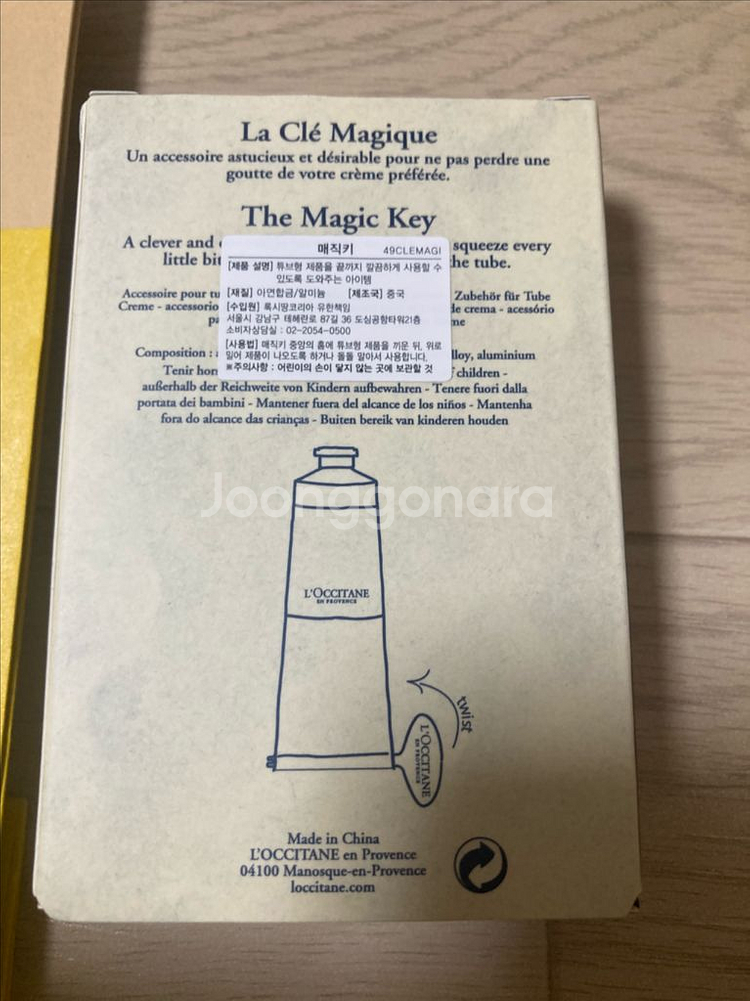 La Clé Magique
Un accessoire astucieux et désirable pour ne pas perdre une
goutte de votre crème préférée.
The Magic Key
A clever and squeeze every
little bit the tube.
매직키 49CLEMAGI
[제품 설명] 튜브형 제품을 끝까지 깔끔하게 사용할 수
있도록 도와주는 아이템
[재질] 아연합금/알미늄 [제조국] 중국
[수입원] 록시땅코리아 유한책임
서울시 강남구 테헤란로 87길 36 도심공항타워21층
소비자상담실 : 02-2054-0500
[사용법] 매직키 중앙의 홈에 튜브형 제품을 끼운 뒤, 위로
밀어 제품이 나오도록 하거나 돌돌 말아서 사용합니다.
※주의사항 : 어린이의 손이 닿지 않는 곳에 보관할 것
Accessoire pour Zubehör für Tube
Creme - accessorio de crema - acessório
Composition : alloy, aluminium
Tenir hors children -
außerhalb der Reichweite von Kindern aufbewahren - Tenere fuori dalla
portata dei bambini - Mantener fuera del alcance de los niños - Mantenha
fora do alcance das crianças - Buiten bereik van kinderen houden
Joonggonara
L'OCCITANE
EN PROVENCE
twist
L'OCCITANE
EN PROVENCE
Made in China
L'OCCITANE en Provence
04100 Manosque-en-Provence
loccitane.com